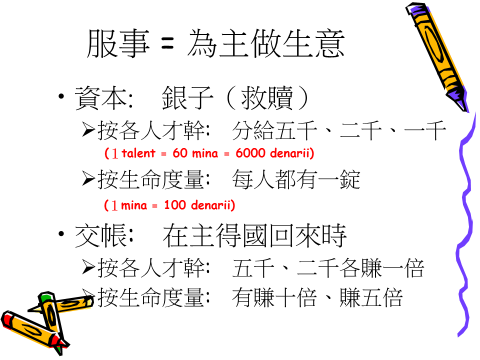 服事 = 為主做生意
•資本: 銀子（救贖）
➢按各人才幹: 分給五千、二千、一千
(１talent = 60 mina = 6000 denarii)
➢按生命度量: 每人都有一錠
(１mina = 100 denarii)
•交帳: 在主得國回來時
➢按各人才幹: 五千、二千各賺一倍
➢按生命度量: 有賺十倍、賺五倍